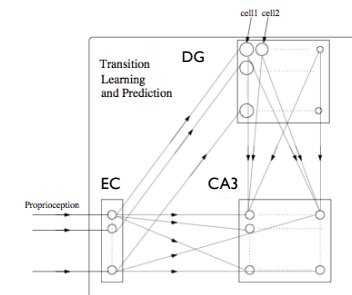 cell1 cell2
DG
Transition
Learning
and Prediction
EC
CA3
Proprioception